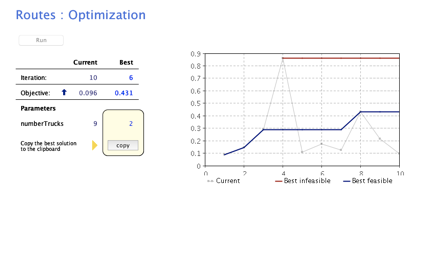 Routes : Optimization
Run
Current Best
Iteration: 10 6
Objective: 0.096 0.431
Parameters
numberTrucks 9 2
Copy the best solution
to the clipboard
copy
0.9
0.8
0.7
0.6
0.5
0.4
0.3
0.2
0.1
0
0 2 4 6 8 10
Current Best infeasible Best feasible